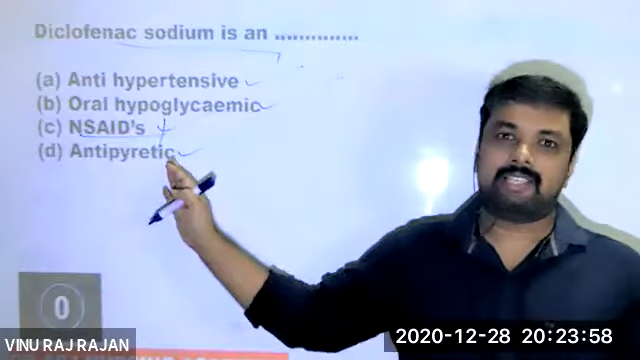 Diclofenac sodium is an ..............
(a) Anti hypertensive
(b) Oral hypoglycaemic
(c) NSAID's
(d) Antipyretic
0
VINU RAJ RAJAN
2020-12-28 20:23:58